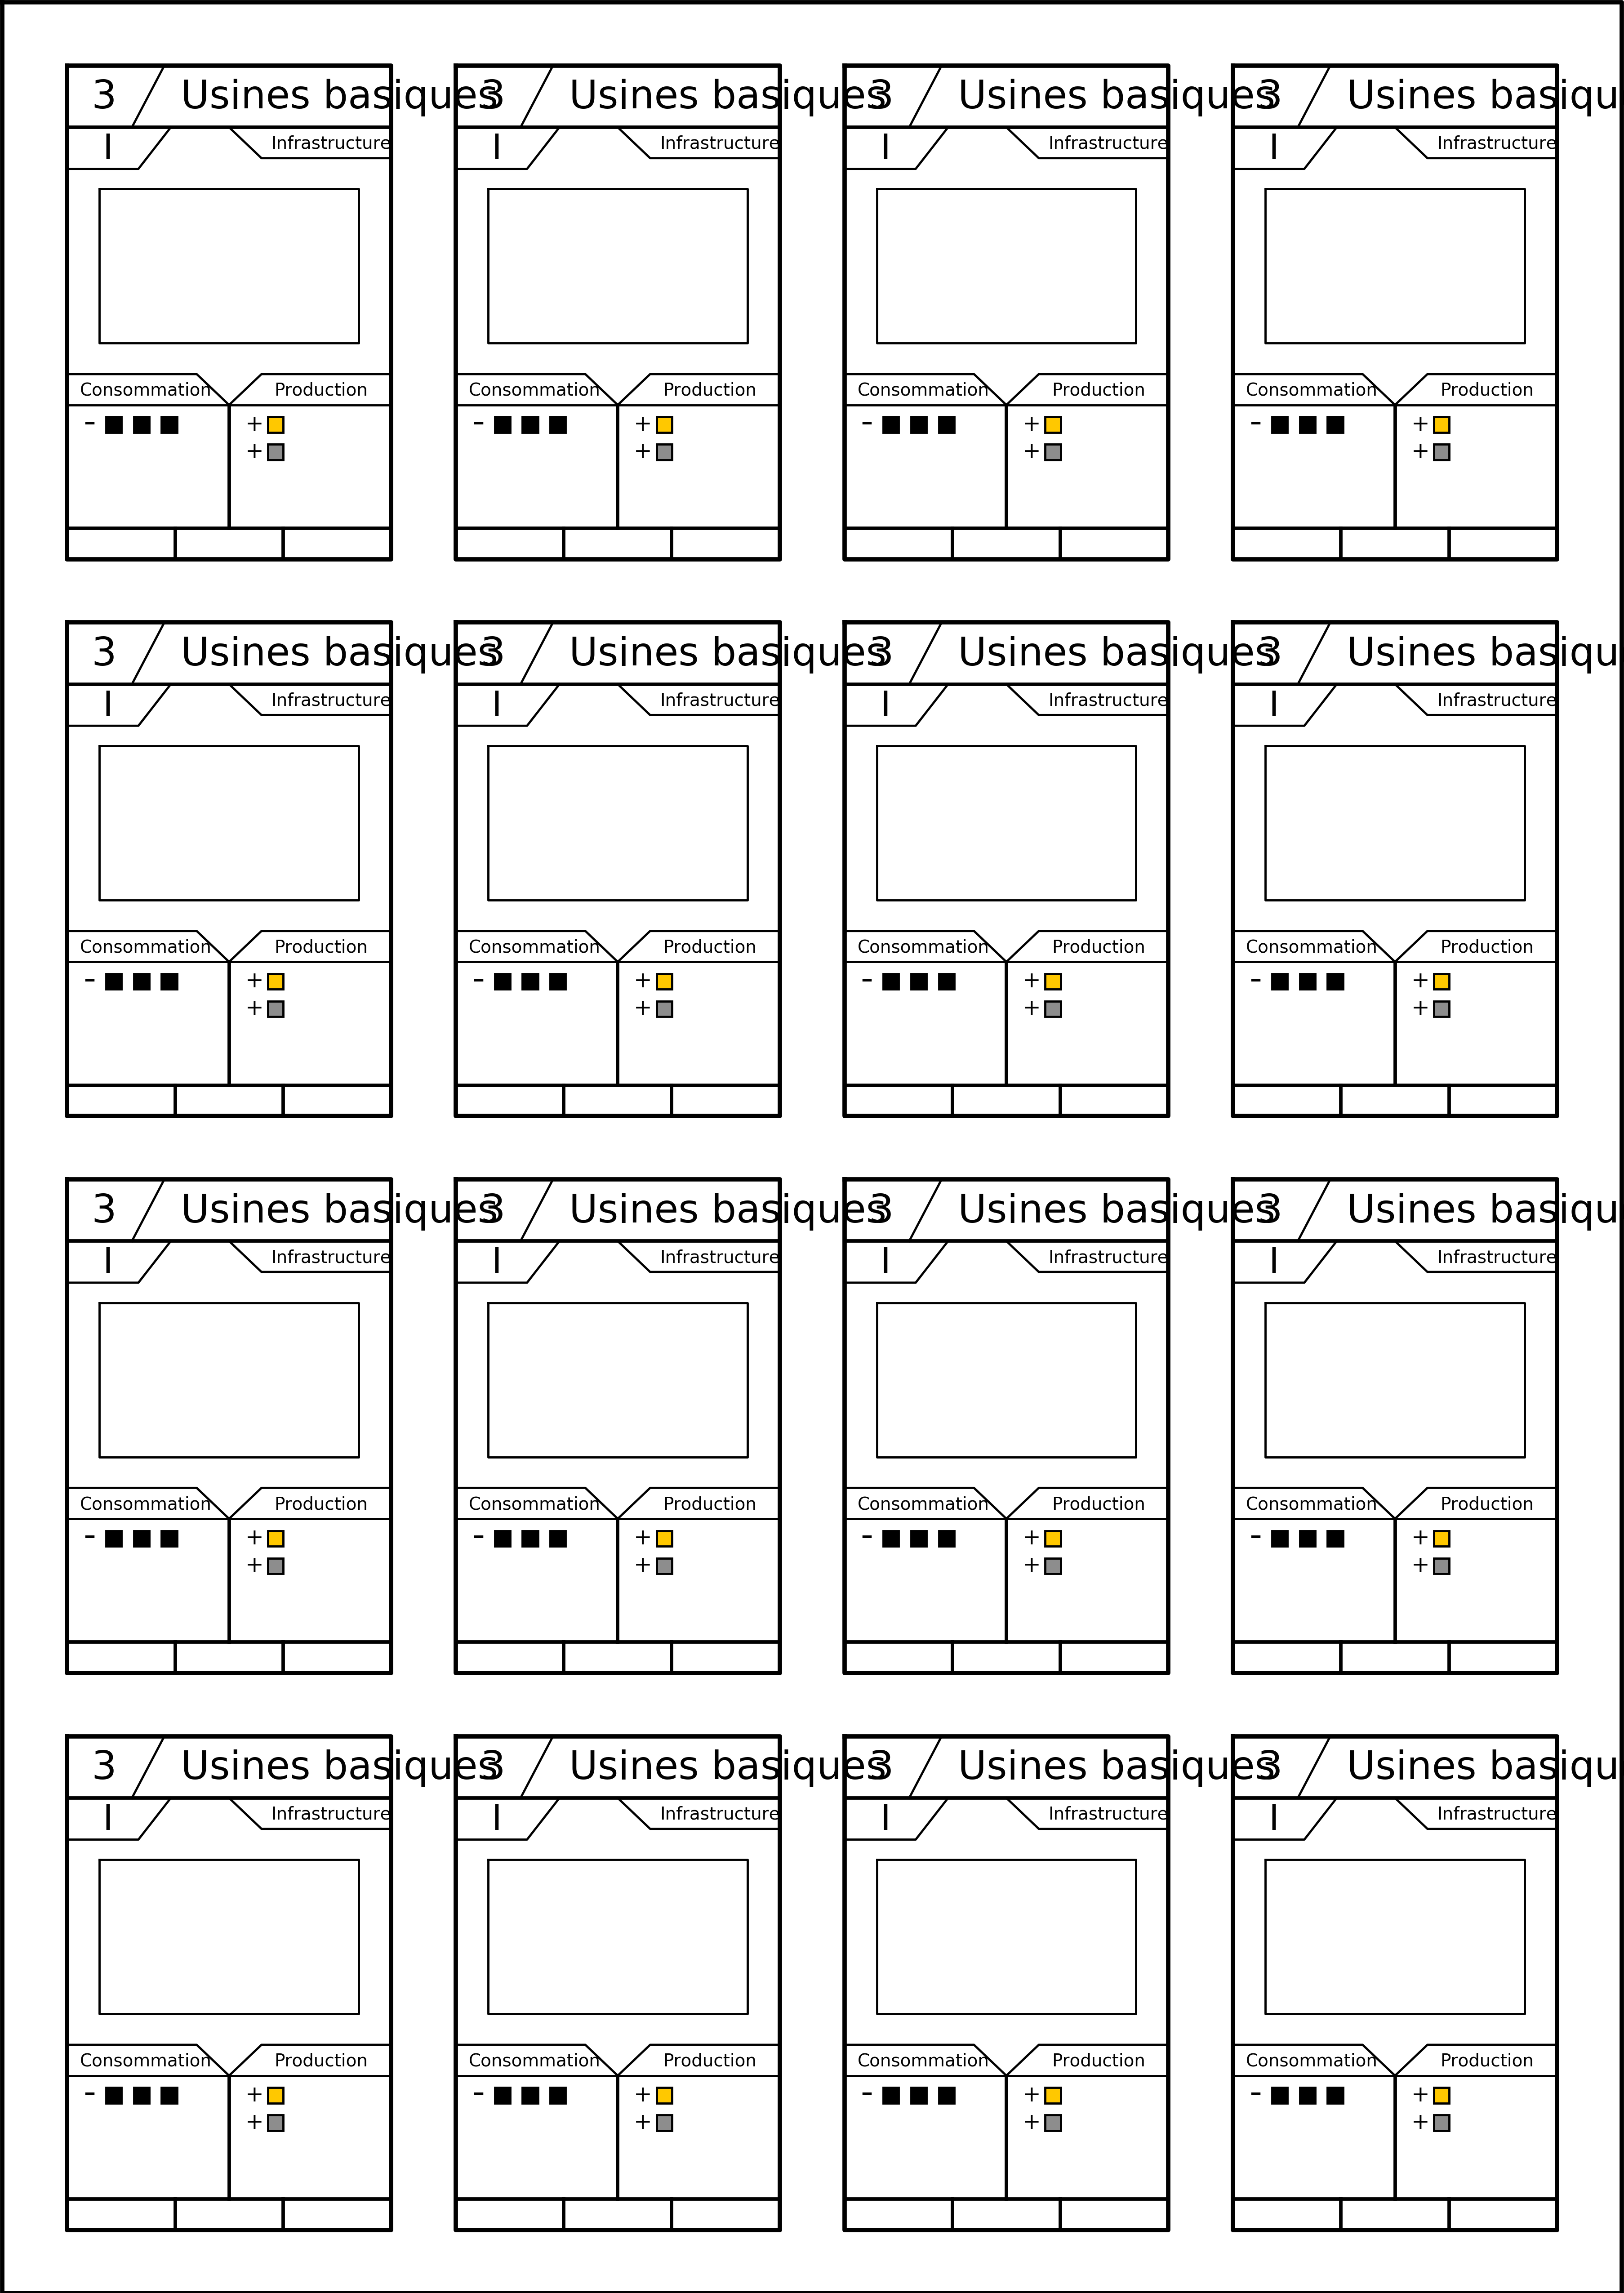 3 Usines basiques 3 Usines basiques 3 Usines basiques 3 Usines basiqu
I Infrastructure I Infrastructure I Infrastructure I Infrastructure
Consommation Production Consommation Production Consommation Production Consommation Production
- + - + - + - +
+ + + +
3 Usines basiques 3 Usines basiques 3 Usines basiques 3 Usines basiqu
I Infrastructure I Infrastructure I Infrastructure I Infrastructure
Consommation Production Consommation Production Consommation Production Consommation Production
- + - + - + - +
+ + + +
3 Usines basiques 3 Usines basiques 3 Usines basiques 3 Usines basiqu
I Infrastructure I Infrastructure I Infrastructure I Infrastructure
Consommation Production Consommation Production Consommation Production Consommation Production
- + - + - + - +
+ + + +
3 Usines basiques 3 Usines basiques 3 Usines basiques 3 Usines basiqu
I Infrastructure I Infrastructure I Infrastructure I Infrastructure
Consommation Production Consommation Production Consommation Production Consommation Production
- + - + - + - +
+ + + +